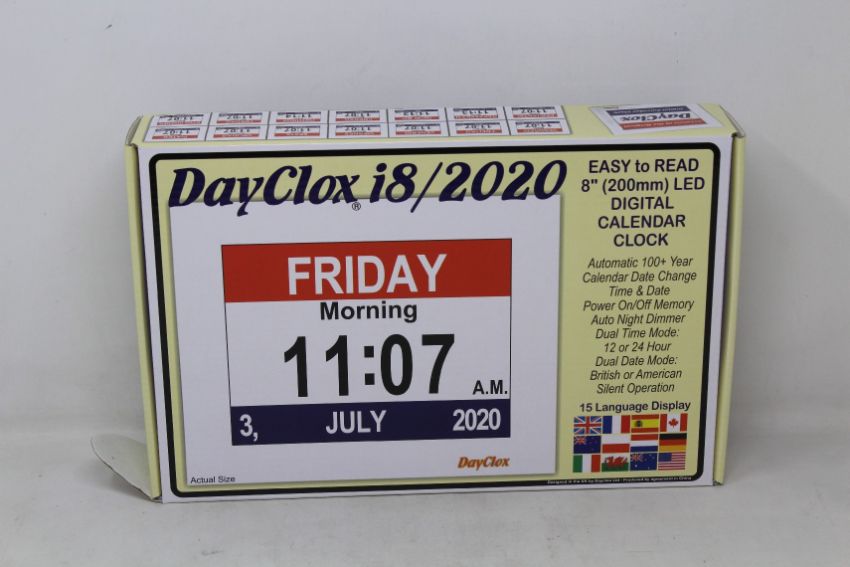 DayClox
DayClox® i8/2020
FRIDAY
Morning
11:07
A.M.
3, JULY 2020
DayClox
Actual Size
EASY to READ
8" (200mm) LED
DIGITAL
CALENDAR
CLOCK
Automatic 100+ Year
Calendar Date Change
Time & Date
Power On/Off Memory
Auto Night Dimmer
Dual Time Mode:
12 or 24 Hour
Dual Date Mode:
British or American
Silent Operation
15 Language Display